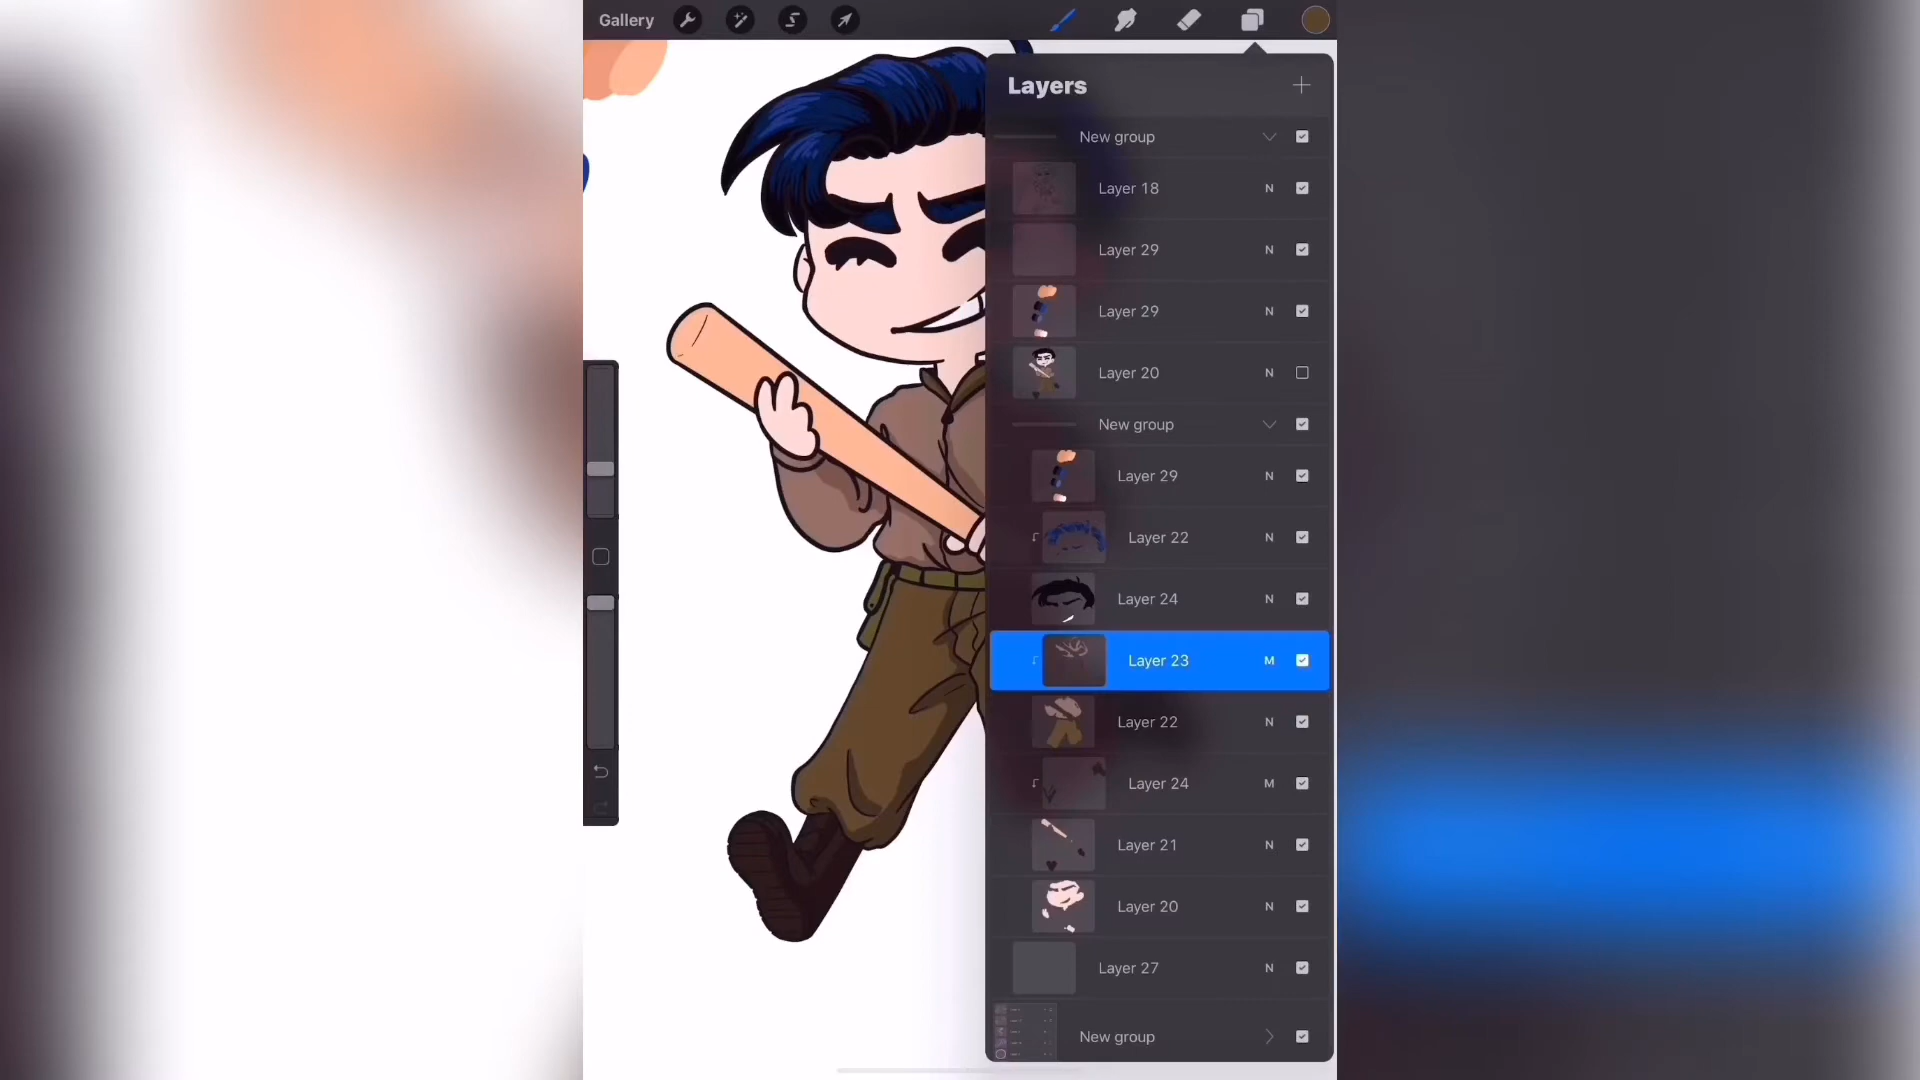 Gallery
Layers
New group
Layer 18 N
Layer 29 N
Layer 29 N
Layer 20 N
New group
Layer 29 N
Layer 22 N
Layer 24 N
Layer 23 M
Layer 22 N
Layer 24 M
Layer 21 N
Layer 20 N
Layer 27 N
New group